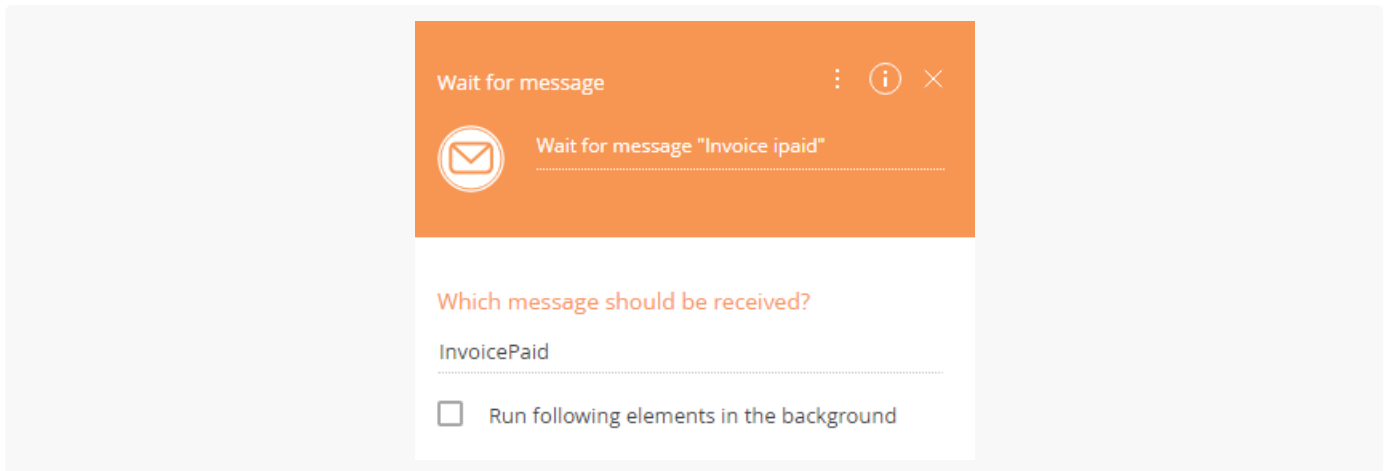 Wait for message
Wait for message "Invoice ipaid"
Which message should be received?
InvoicePaid
Run following elements in the background